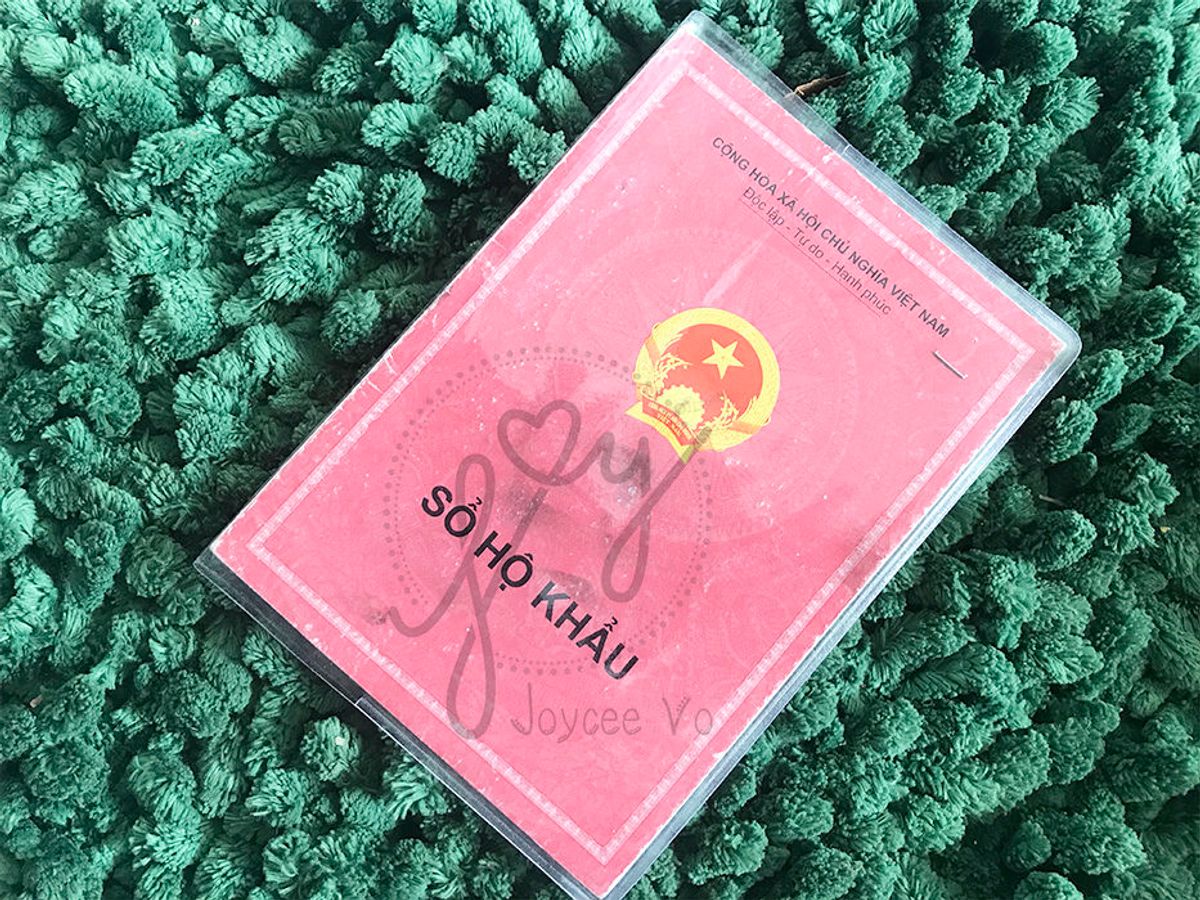 CỘNG HÒA XÃ HỘI CHỦ NGHĨA VIỆT NAM
Độc lập - Tự do - Hạnh phúc
SỔ HỘ KHẨU
Joy
Joycee Vo